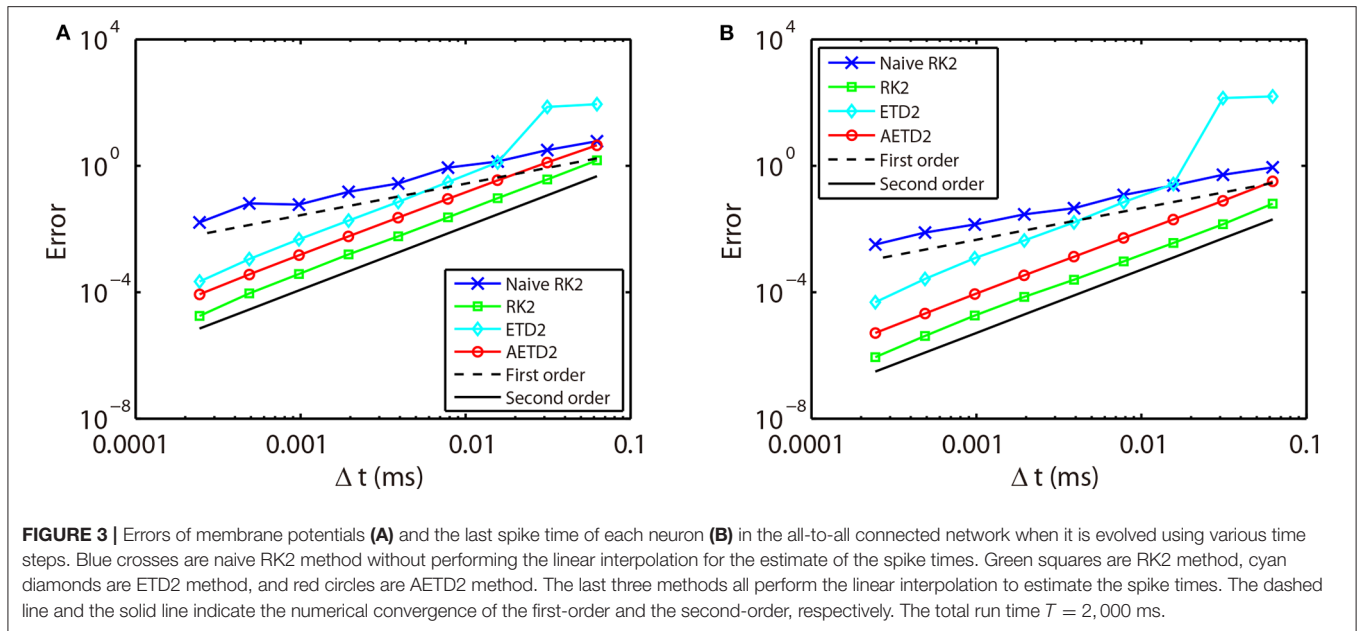 A
10^4
10^0
10^-4
10^-8
Error
Naive RK2
RK2
ETD2
AETD2
First order
Second order
0.0001
0.001
0.01
0.1
Δ t (ms)
B
10^4
10^0
10^-4
10^-8
Error
Naive RK2
RK2
ETD2
AETD2
First order
Second order
0.0001
0.001
0.01
0.1
Δ t (ms)
FIGURE 3 | Errors of membrane potentials (A) and the last spike time of each neuron (B) in the all-to-all connected network when it is evolved using various time
steps. Blue crosses are naive RK2 method without performing the linear interpolation for the estimate of the spike times. Green squares are RK2 method, cyan
diamonds are ETD2 method, and red circles are AETD2 method. The last three methods all perform the linear interpolation to estimate the spike times. The dashed
line and the solid line indicate the numerical convergence of the first-order and the second-order, respectively. The total run time T = 2, 000 ms.